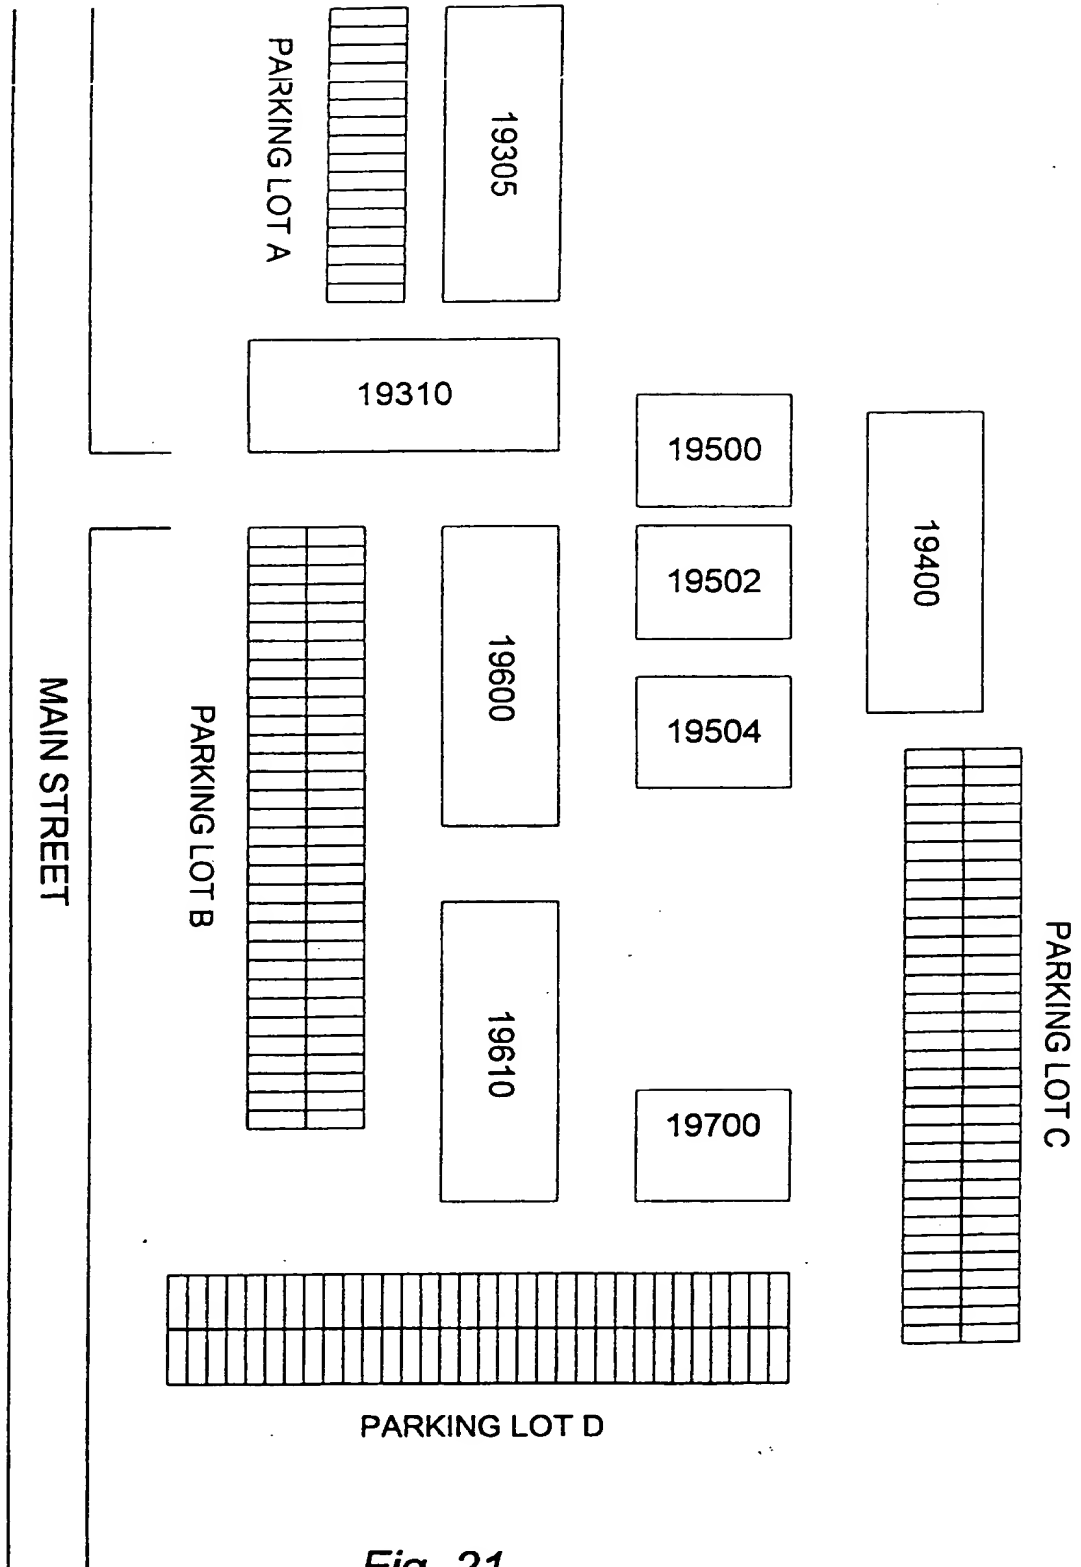 PARKING LOT A
19305
19310
19500
19400
19502
19600
19504
MAIN STREET
PARKING LOT B
PARKING LOT C
19610
19700
PARKING LOT D
Fig. 21